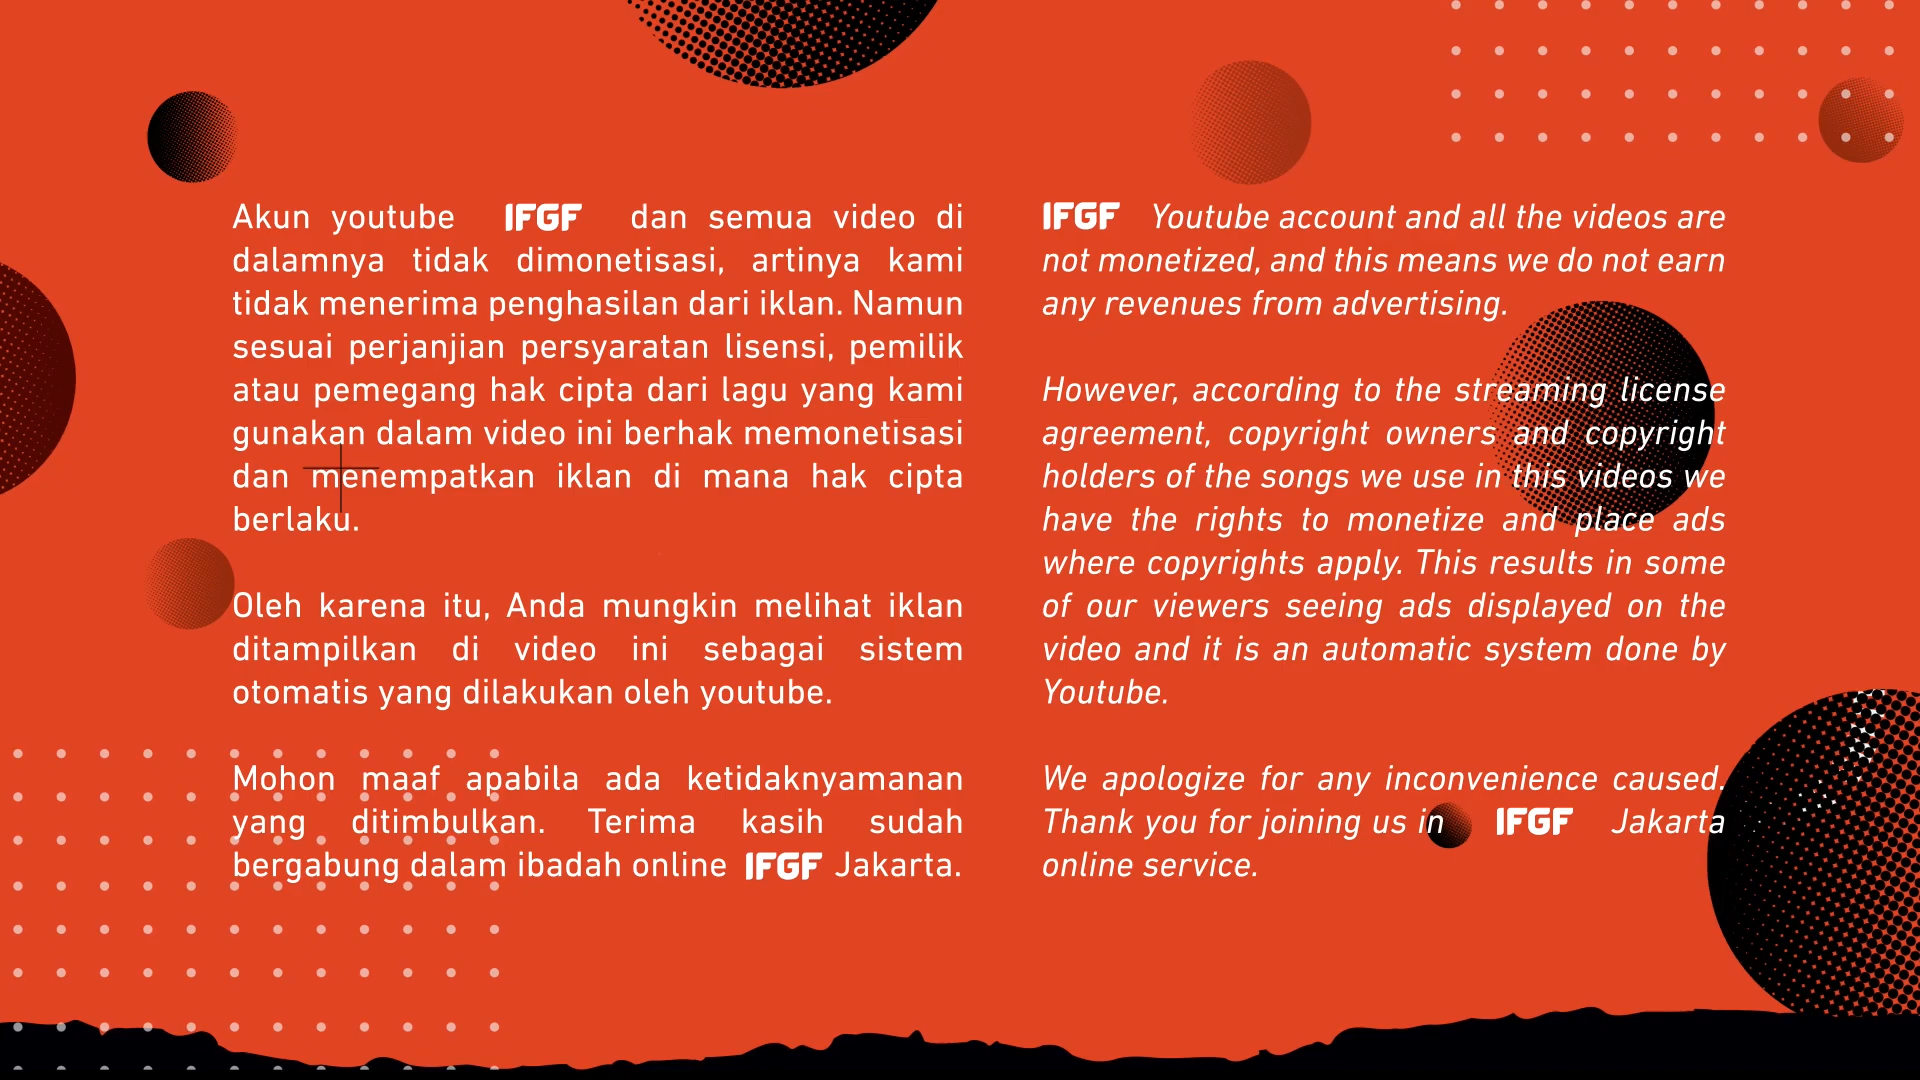 Akun youtube IFGF dan semua video di
dalamnya tidak dimonetisasi, artinya kami
tidak menerima penghasilan dari iklan. Namun
sesuai perjanjian persyaratan lisensi, pemilik
atau pemegang hak cipta dari lagu yang kami
gunakan dalam video ini berhak memonetisasi
dan menempatkan iklan di mana hak cipta
berlaku.
Oleh karena itu, Anda mungkin melihat iklan
ditampilkan di video ini sebagai sistem
otomatis yang dilakukan oleh youtube.
Mohon maaf apabila ada ketidaknyamanan
yang ditimbulkan. Terima kasih sudah
bergabung dalam ibadah online IFGF Jakarta.
IFGF Youtube account and all the videos are
not monetized, and this means we do not earn
any revenues from advertising.
However, according to the streaming license
agreement, copyright owners and copyright
holders of the songs we use in this videos we
have the rights to monetize and place ads
where copyrights apply. This results in some
of our viewers seeing ads displayed on the
video and it is an automatic system done by
Youtube.
We apologize for any inconvenience caused.
Thank you for joining us in IFGF Jakarta
online service.